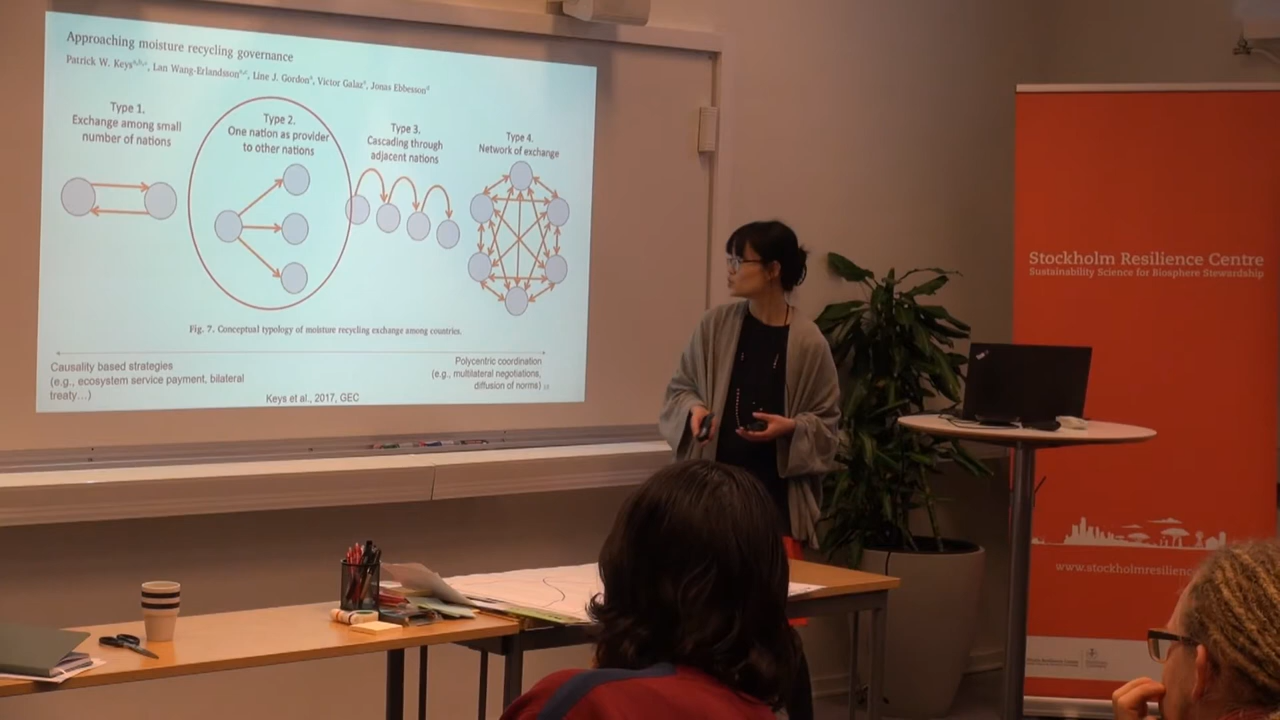 Approaching moisture recycling governance
Patrick W. Keys, Lan Wang-Erlandsson, Line J. Gordon, Victor Galaz, Jonas Ebbesson
Type 1.
Exchange among small
number of nations
Type 2.
One nation as provider
to other nations
Type 3.
Cascading through
adjacent nations
Type 4.
Network of exchange
Fig. 7. Conceptual typology of moisture recycling exchange among countries.
Causality based strategies
(e.g., ecosystem service payment, bilateral
treaty…)
Polycentric coordination
(e.g., multilateral negotiations,
diffusion of norms)
Keys et al., 2017, GEC
Stockholm Resilience Centre
Sustainability Science for Biosphere Stewardship
www.stockholmresilience